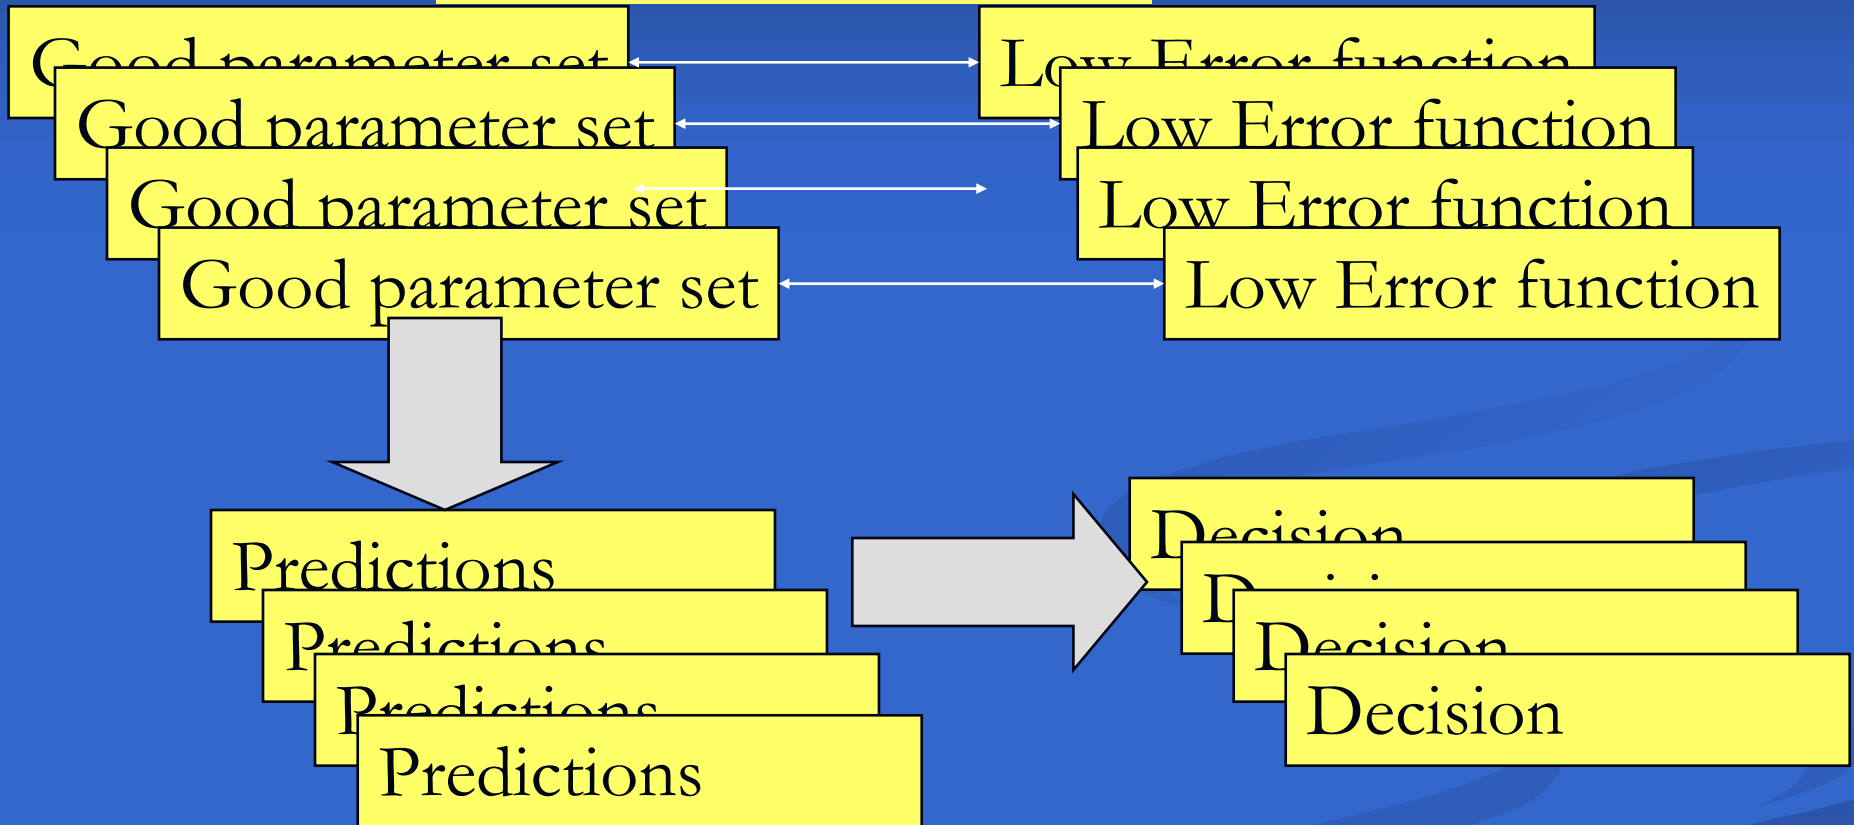 Good parameter set
Low Error function
Good parameter set
Low Error function
Good parameter set
Low Error function
Good parameter set
Low Error function
Predictions
Decision
Predictions
Decision
Predictions
Decision
Predictions